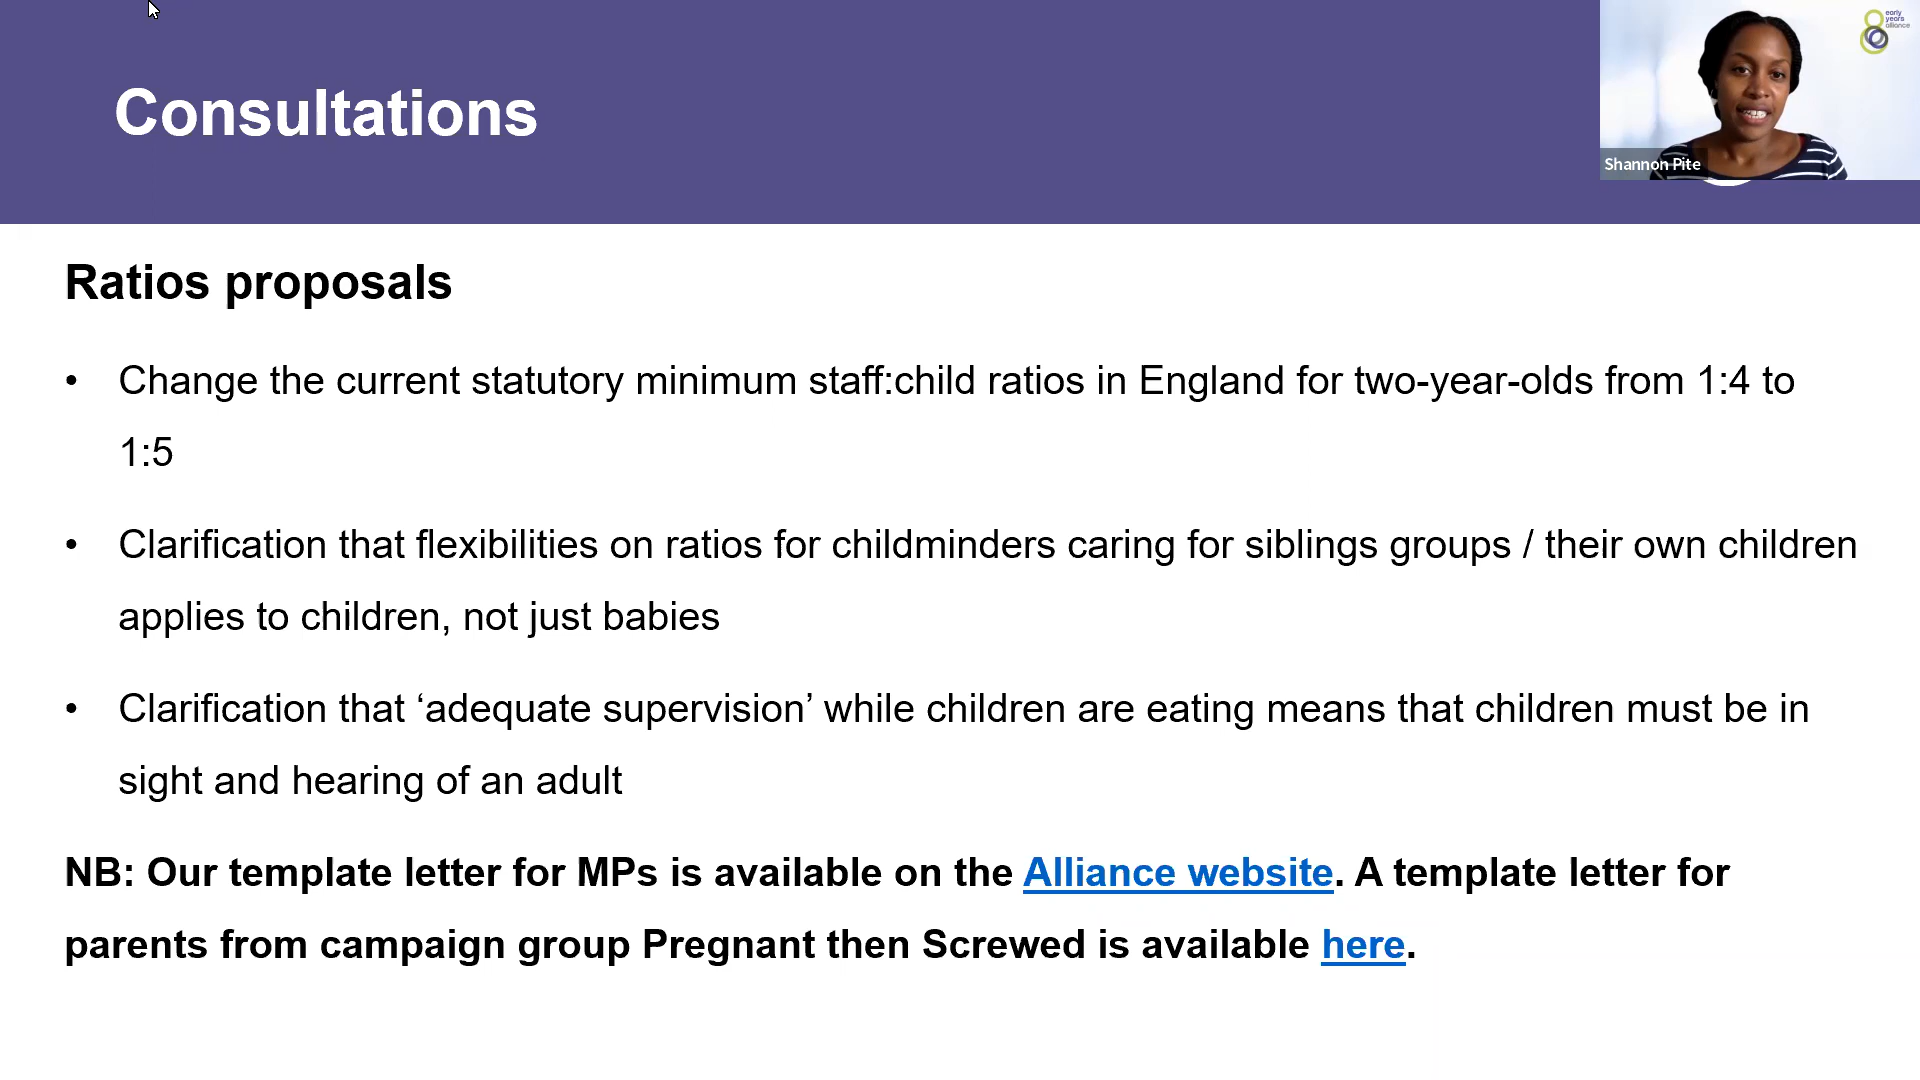 Consultations
early
years
alliance
Shannon Pite
Ratios proposals
• Change the current statutory minimum staff:child ratios in England for two-year-olds from 1:4 to
1:5
• Clarification that flexibilities on ratios for childminders caring for siblings groups / their own children
applies to children, not just babies
• Clarification that ‘adequate supervision’ while children are eating means that children must be in
sight and hearing of an adult
NB: Our template letter for MPs is available on the Alliance website. A template letter for
parents from campaign group Pregnant then Screwed is available here.